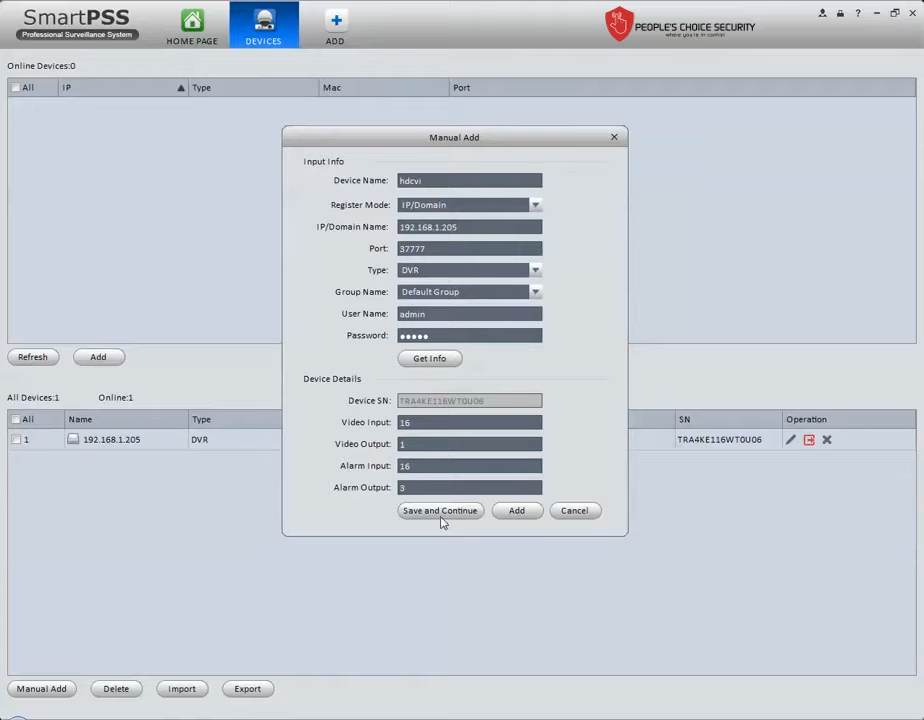 SmartPSS
Professional Surveillance System
HOME PAGE
DEVICES
ADD
PEOPLE'S CHOICE SECURITY
where you're in control
?
Online Devices:0
All IP Type Mac Port
Manual Add
Input Info
Device Name: hdcvi
Register Mode: IP/Domain
IP/Domain Name: 192.168.1.205
Port: 37777
Type: DVR
Group Name: Default Group
User Name: admin
Password: •••••
Get Info
Refresh Add
Device Details
Device SN: TRA4KE116WT0U06
Video Input: 16
Video Output: 1
Alarm Input: 16
Alarm Output: 3
Save and Continue Add Cancel
All Devices:1 Online:1
All Name Type SN Operation
1 192.168.1.205 DVR TRA4KE116WT0U06
Manual Add Delete Import Export